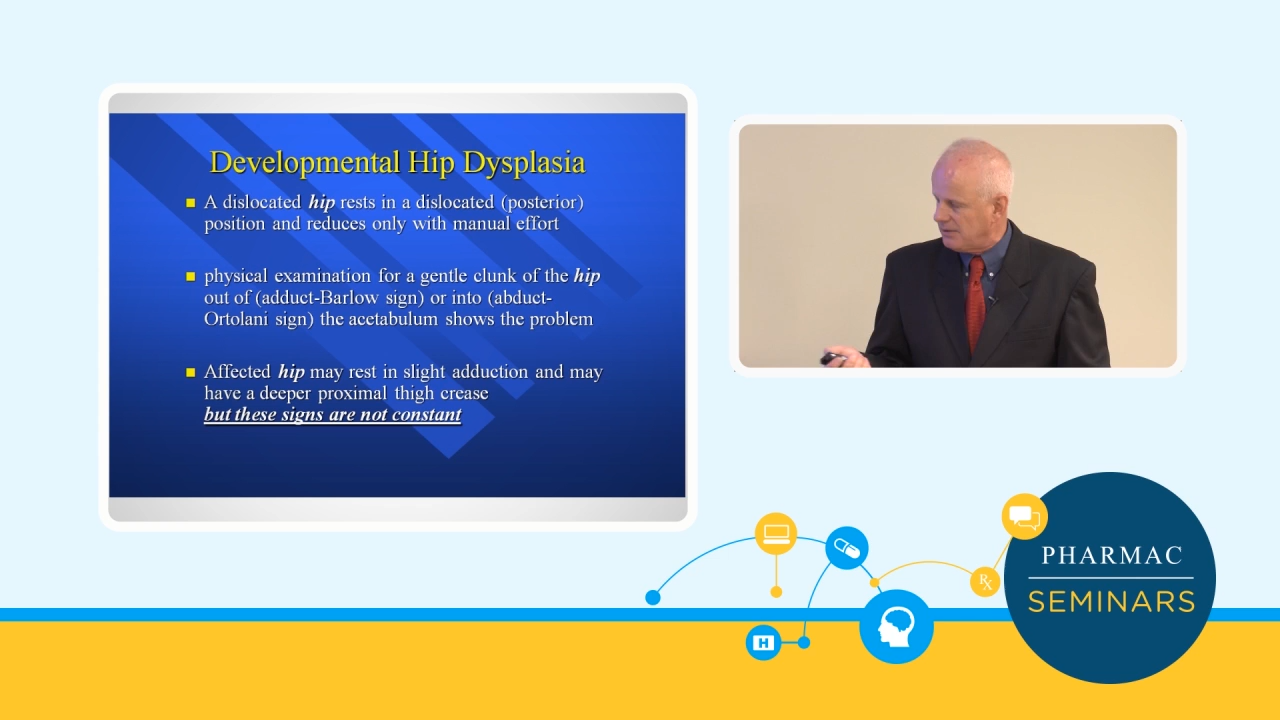 Developmental Hip Dysplasia
A dislocated hip rests in a dislocated (posterior)
position and reduces only with manual effort
physical examination for a gentle clunk of the hip
out of (adduct-Barlow sign) or into (abduct-
Ortolani sign) the acetabulum shows the problem
Affected hip may rest in slight adduction and may
have a deeper proximal thigh crease
but these signs are not constant
H
Rx
PHARMAC
SEMINARS